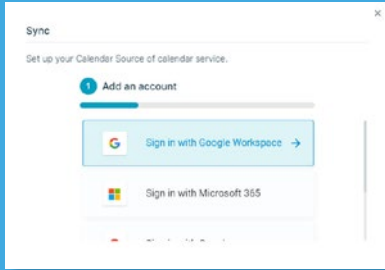 Sync
Set up your Calendar Source of calendar service.
1 Add an account
Sign in with Google Workspace
Sign in with Microsoft 365